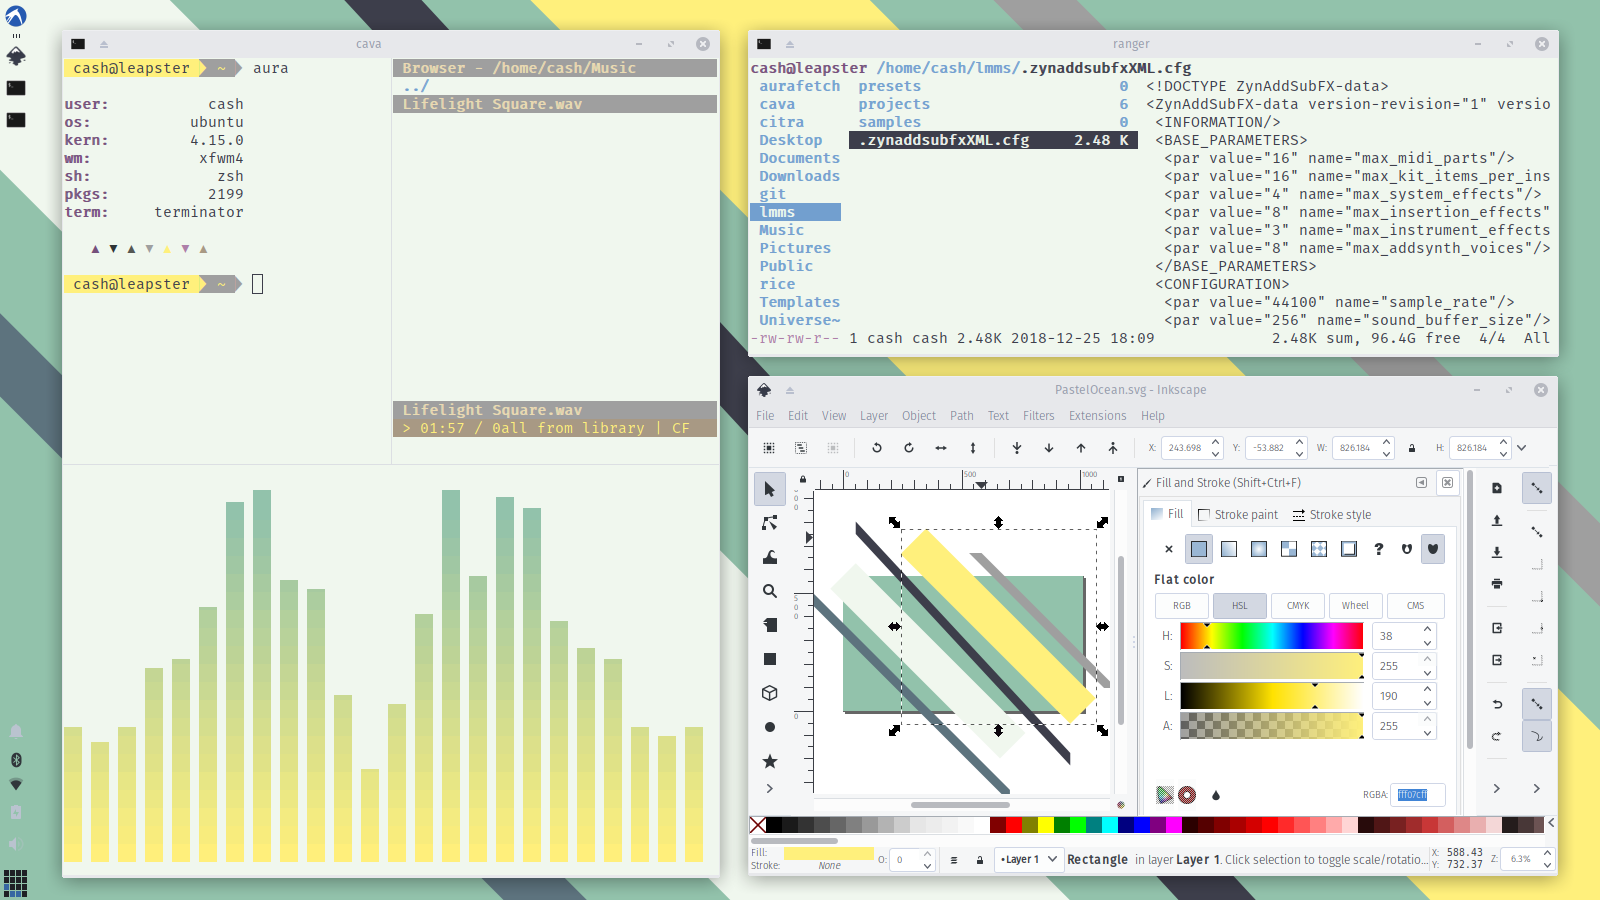 cava
cash@leapster ~ aura
user: cash
os: ubuntu
kern: 4.15.0
wm: xfwm4
sh: zsh
pkgs: 2199
term: terminator
cash@leapster ~
Browser - /home/cash/Music
../
Lifelight Square.wav
Lifelight Square.wav
> 01:57 / 0all from library | CF
ranger
cash@leapster /home/cash/lmms/.zynaddsubfxXML.cfg
aurafetch presets 0 <!DOCTYPE ZynAddSubFX-data>
cava projects 6 <ZynAddSubFX-data version-revision="1" versio
citra samples 0 <INFORMATION/>
Desktop .zynaddsubfxXML.cfg 2.48 K <BASE_PARAMETERS>
Documents <par value="16" name="max_midi_parts"/>
Downloads <par value="16" name="max_kit_items_per_ins
git <par value="4" name="max_system_effects"/>
lmms <par value="8" name="max_insertion_effects"
Music <par value="3" name="max_instrument_effects
Pictures <par value="8" name="max_addsynth_voices"/>
Public </BASE_PARAMETERS>
rice <CONFIGURATION>
Templates <par value="44100" name="sample_rate"/>
Universe~ <par value="256" name="sound_buffer_size"/>
-rw-rw-r-- 1 cash cash 2.48K 2018-12-25 18:09 2.48K sum, 96.4G free 4/4 All
PastelOcean.svg - Inkscape
File Edit View Layer Object Path Text Filters Extensions Help
X: 243.698 Y: -53.882 W: 826.184 H: 826.184
0 500 1000
Fill and Stroke (Shift+Ctrl+F)
Fill Stroke paint Stroke style
?
Flat color
RGB HSL CMYK Wheel CMS
H: 38
S: 255
L: 190
A: 255
RGBA: fff07cff
Fill:
Stroke: None
O: 0
•Layer 1
Rectangle in layer Layer 1. Click selection to toggle scale/rotatio...
X: 588.43
Y: 732.37
Z: 6.3%